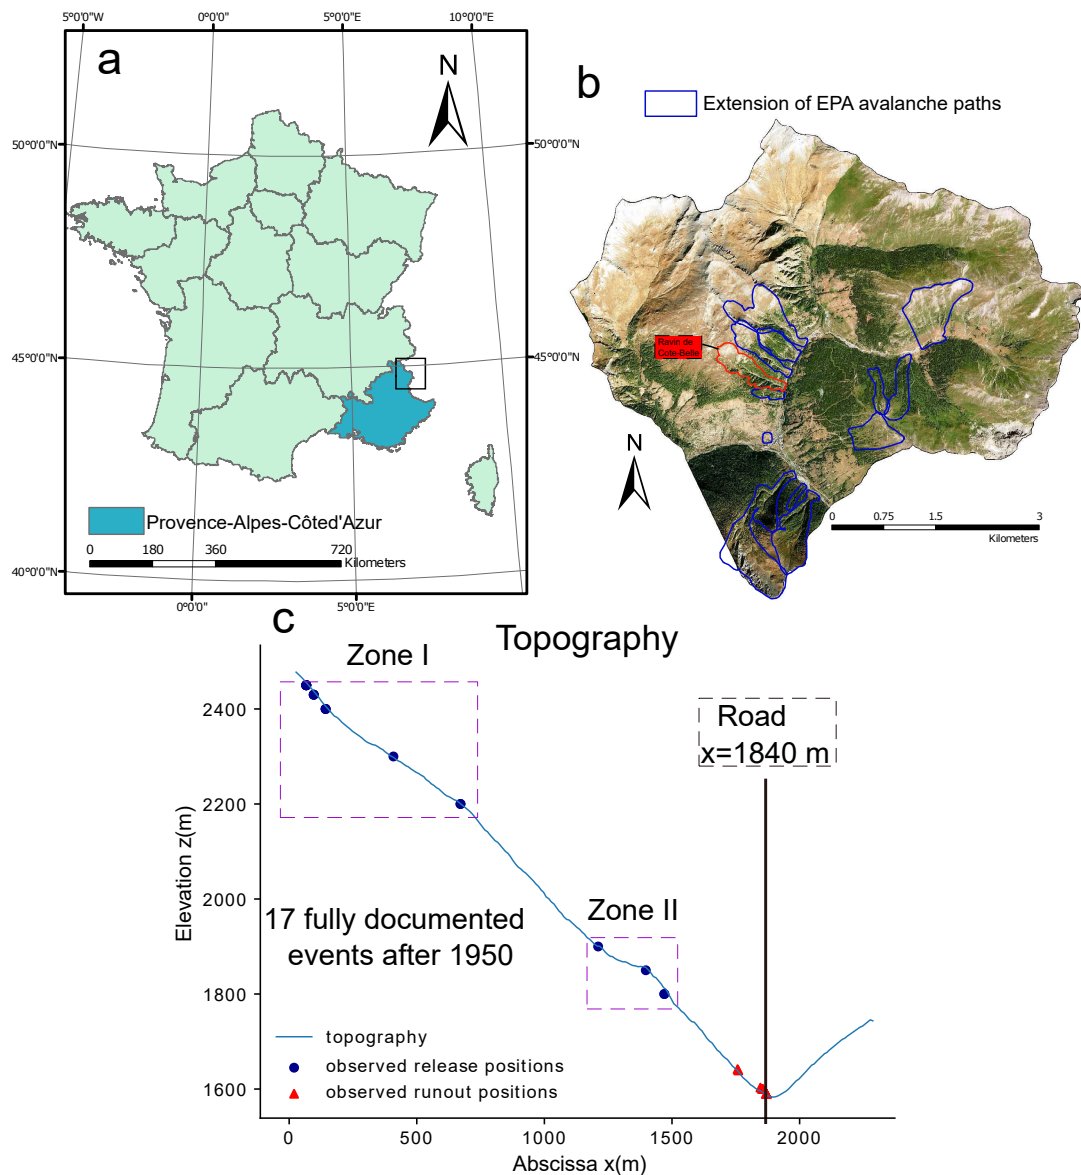 5°0'0"W
0°0'0"
5°0'0"E
10°0'0"E
a
N
50°0'0"N
50°0'0"N
45°0'0"N
45°0'0"N
40°0'0"N
Provence-Alpes-Côted'Azur
0 180 360 720
Kilometers
0°0'0"
5°0'0"E
b
Extension of EPA avalanche paths
Ravin de
Cote-Belle
N
0 0.75 1.5 3
Kilometers
c
Topography
Zone I
Road
x=1840 m
Zone II
17 fully documented
events after 1950
topography
observed release positions
observed runout positions
Elevation z(m)
2400
2200
2000
1800
1600
0 500 1000 1500 2000
Abscissa x(m)